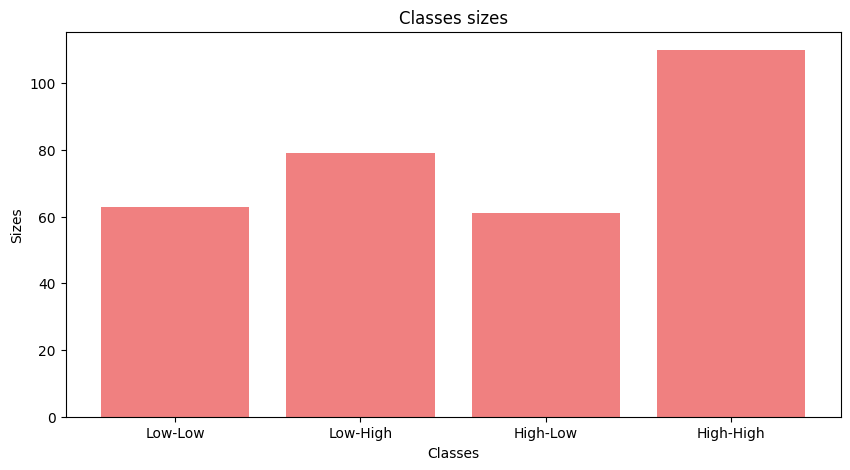 Classes sizes
Sizes
100
80
60
40
20
0
Low-Low
Low-High
High-Low
High-High
Classes